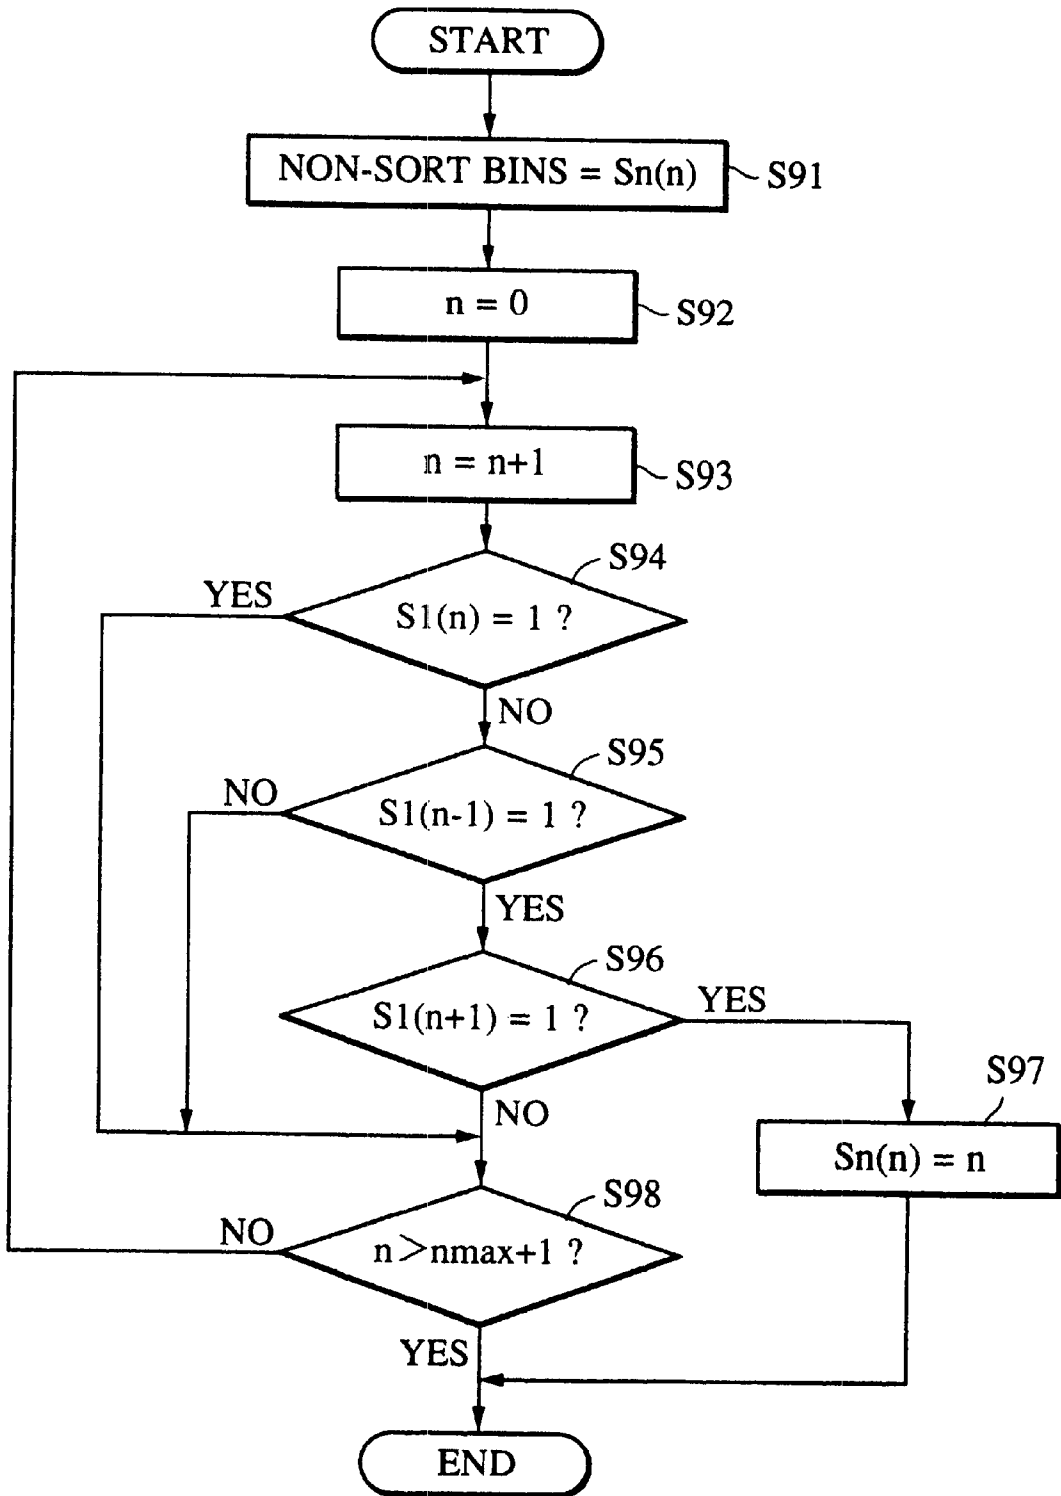 START
NON-SORT BINS = Sn(n)
S91
n = 0
S92
n = n+1
S93
S94
YES
S1(n) = 1 ?
NO
S95
NO
S1(n-1) = 1 ?
YES
S96
S1(n+1) = 1 ?
YES
NO
S97
Sn(n) = n
S98
NO
n>nmax+1 ?
YES
END